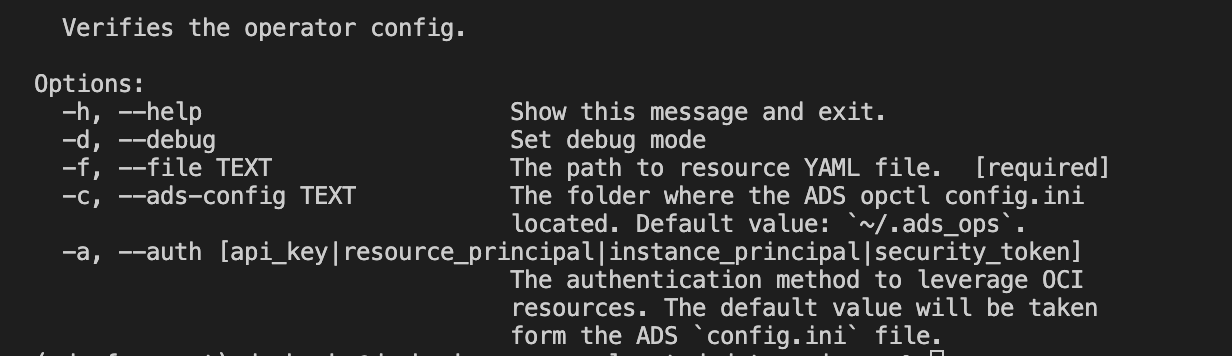 Verifies the operator config.
Options:
-h, --help Show this message and exit.
-d, --debug Set debug mode
-f, --file TEXT The path to resource YAML file. [required]
-c, --ads-config TEXT The folder where the ADS opctl config.ini
located. Default value: `~/.ads_ops`.
-a, --auth [api_key|resource_principal|instance_principal|security_token]
The authentication method to leverage OCI
resources. The default value will be taken
form the ADS `config.ini` file.